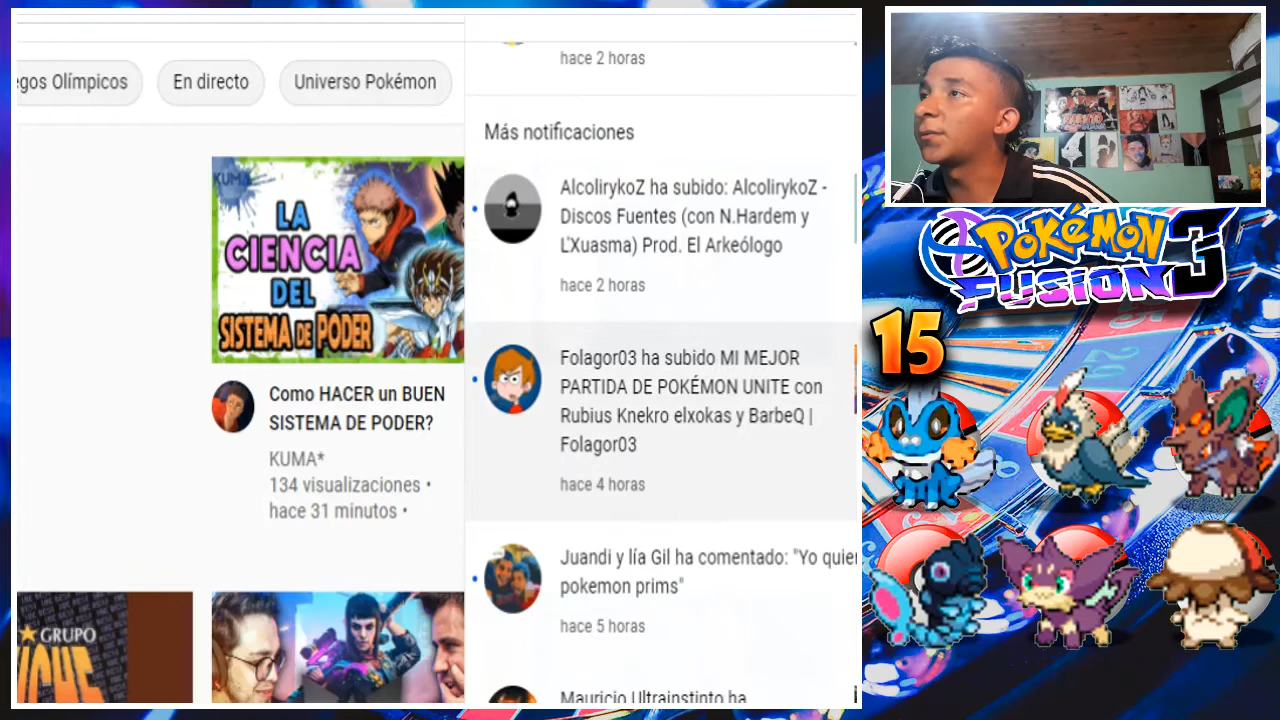 egos Olímpicos
En directo
Universo Pokémon
KUMA
LA
CIENCIA
DEL
SISTEMA DE PODER
Como HACER un BUEN
SISTEMA DE PODER?
KUMA*
134 visualizaciones •
hace 31 minutos •
GRUPO
hace 2 horas
Más notificaciones
AlcolirykoZ ha subido: AlcolirykoZ -
Discos Fuentes (con N.Hardem y
L'Xuasma) Prod. El Arkeólogo
hace 2 horas
Folagor03 ha subido MI MEJOR
PARTIDA DE POKÉMON UNITE con
Rubius Knekro elxokas y BarbeQ |
Folagor03
hace 4 horas
Juandi y lía Gil ha comentado: "Yo quier
pokemon prims"
hace 5 horas
Mauricio Ultrainstinto ha
POKéMON
FUSION 3
15